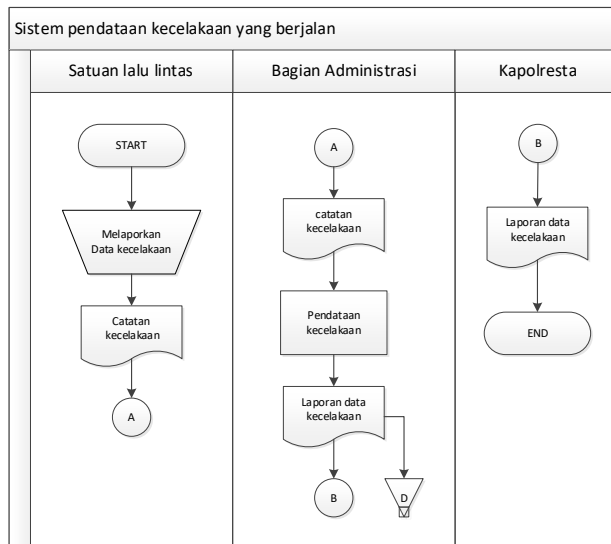 Sistem pendataan kecelakaan yang berjalan
Satuan lalu lintas
Bagian Administrasi
Kapolresta
START
Melaporkan
Data kecelakaan
Catatan
kecelakaan
A
A
catatan
kecelakaan
Pendataan
kecelakaan
Laporan data
kecelakaan
B
D
B
Laporan data
kecelakaan
END